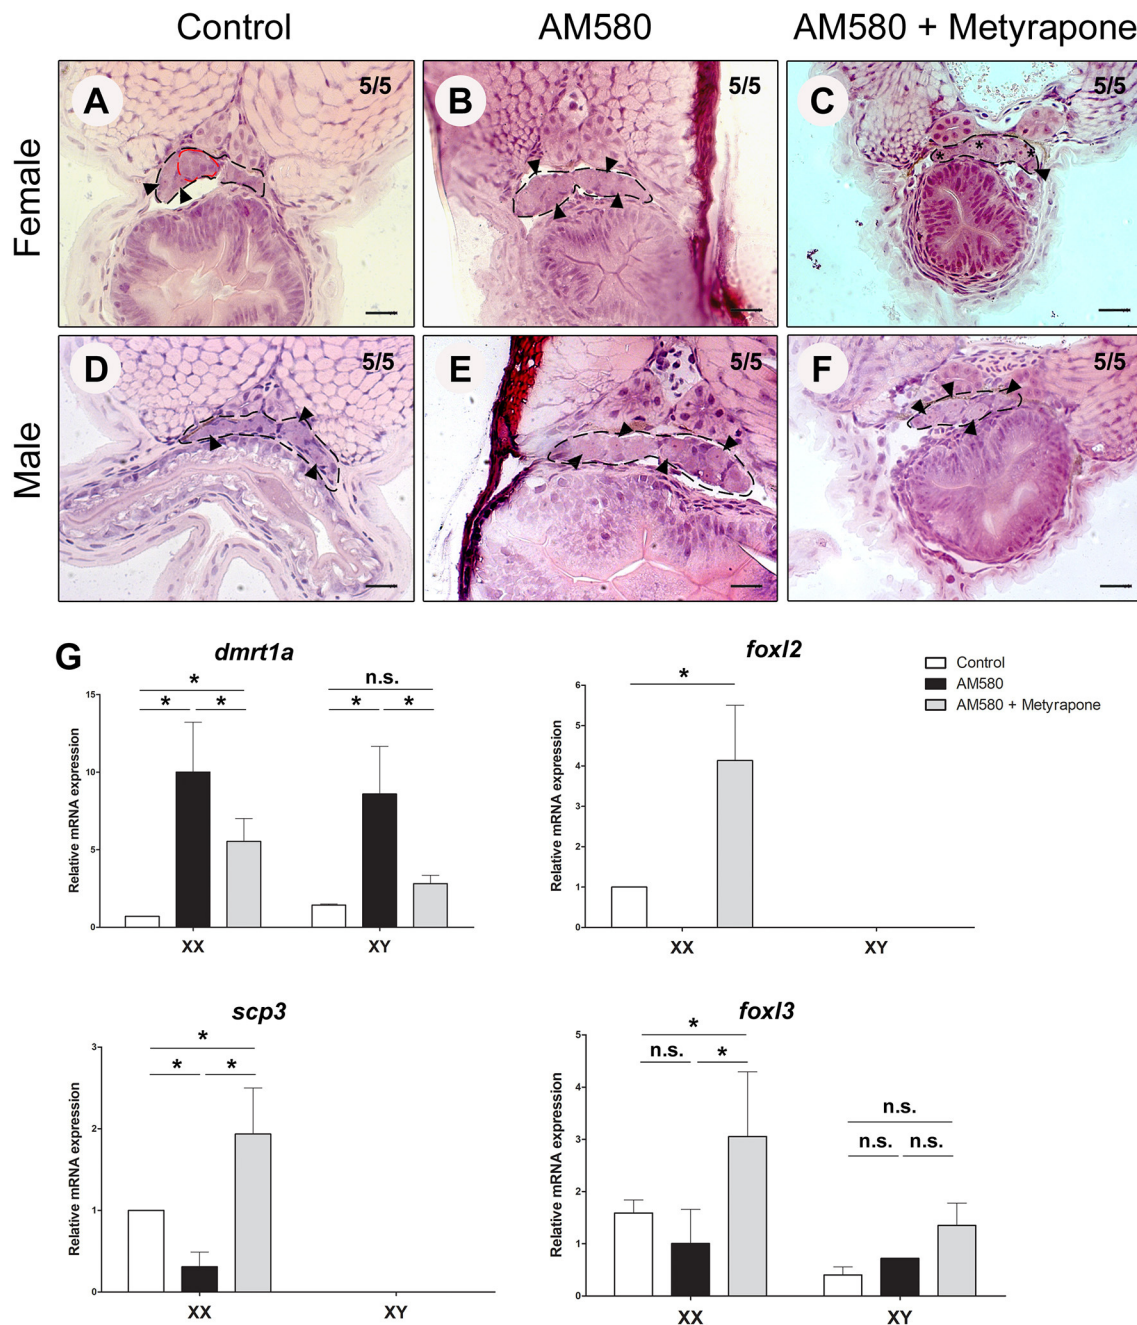 Control AM580 AM580 + Metyrapone
Female
A 5/5 B 5/5 C 5/5
* * *
Male
D 5/5 E 5/5 F 5/5
G
dmrt1a
Relative mRNA expression
15
10
5
0
* n.s.
* * * *
XX XY
foxl2
Relative mRNA expression
6
5
4
3
2
1
0
*
XX XY
Control
AM580
AM580 + Metyrapone
scp3
Relative mRNA expression
3
2
1
0
*
* *
XX XY
foxl3
Relative mRNA expression
5
4
3
2
1
0
*
n.s. *
n.s.
n.s. n.s.
XX XY